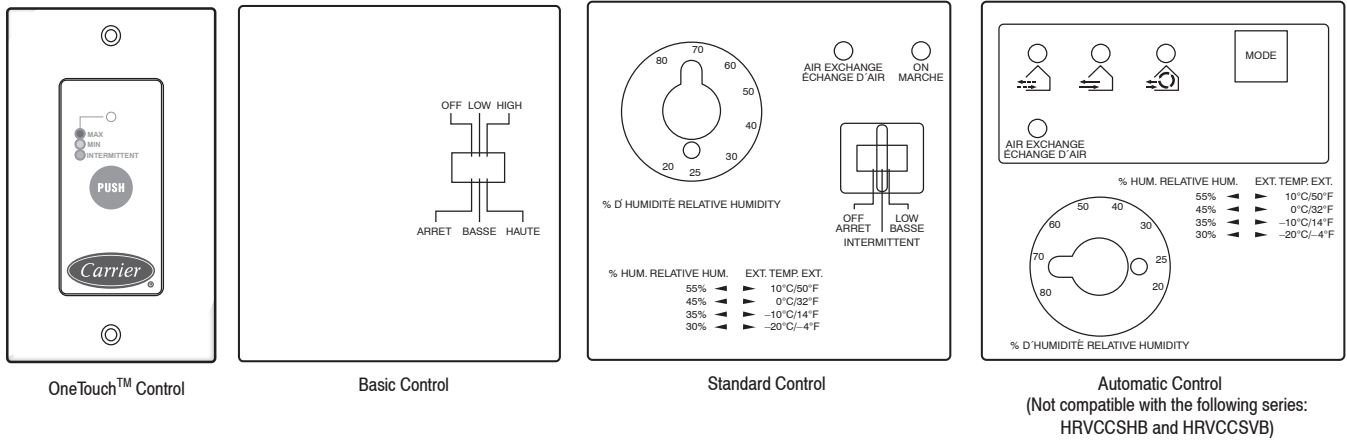 MAX
MIN
INTERMITTENT
PUSH
Carrier
®
OneTouch™ Control
OFF LOW HIGH
ARRET BASSE HAUTE
Basic Control
70
80 60
50
40
30
20 25
% D´HUMIDITÉ RELATIVE HUMIDITY
AIR EXCHANGE
ÉCHANGE D´AIR
ON
MARCHE
OFF LOW
ARRET BASSE
INTERMITTENT
% HUM. RELATIVE HUM. EXT. TEMP. EXT.
55% ◄ ► 10°C/50°F
45% ◄ ► 0°C/32°F
35% ◄ ► –10°C/14°F
30% ◄ ► –20°C/–4°F
Standard Control
MODE
AIR EXCHANGE
ÉCHANGE D´AIR
% HUM. RELATIVE HUM. EXT. TEMP. EXT.
55% ◄ ► 10°C/50°F
45% ◄ ► 0°C/32°F
35% ◄ ► –10°C/14°F
30% ◄ ► –20°C/–4°F
50 40
60 30
70 25
80 20
% D´HUMIDITÈ RELATIVE HUMIDITY
Automatic Control
(Not compatible with the following series:
HRVCCSHB and HRVCCSVB)